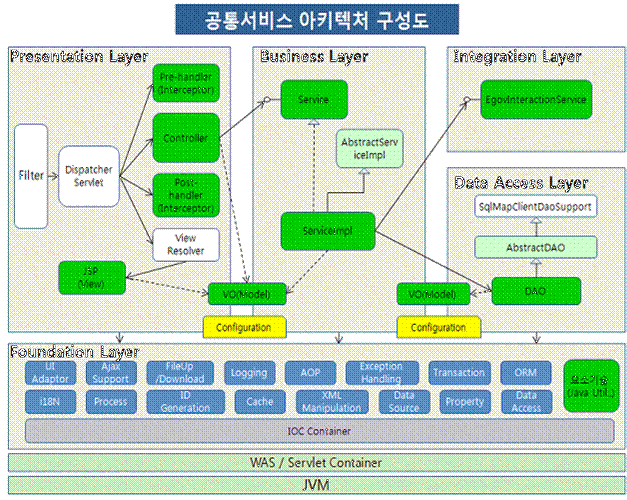 공통서비스 아키텍처 구성도
Presentation Layer
Business Layer
Integration Layer
Pre-handler
(Interceptor)
Service
EgovInteractionService
Controller
AbstractServ
iceImpl
Filter
Dispatcher
Servlet
Post-
handler
(Interceptor)
Data Access Layer
SqlMapClientDaoSupport
ServiceImpl
View
Resolver
AbstractDAO
JSP
(View)
VO(Model)
VO(Model)
DAO
Configuration
Configuration
Foundation Layer
UI
Adaptor
Ajax
Support
FileUp
/Download
Logging
AOP
Exception
Handling
Transaction
ORM
요소기술
(Java Util..)
i18N
Process
ID
Generation
Cache
XML
Manipulation
Data
Source
Property
Data
Access
IOC Container
WAS / Servlet Container
JVM